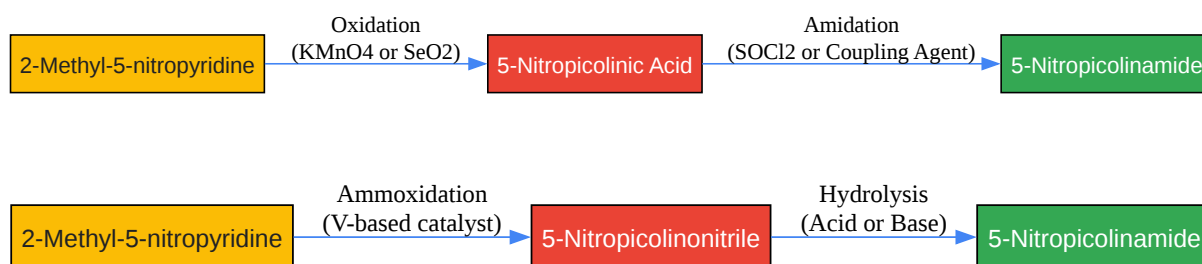 Oxidation
(KMnO4 or SeO2)
Amidation
(SOCl2 or Coupling Agent)
2-Methyl-5-nitropyridine
5-Nitropicolinic Acid
5-Nitropicolinamide
Ammoxidation
(V-based catalyst)
Hydrolysis
(Acid or Base)
2-Methyl-5-nitropyridine
5-Nitropicolinonitrile
5-Nitropicolinamide